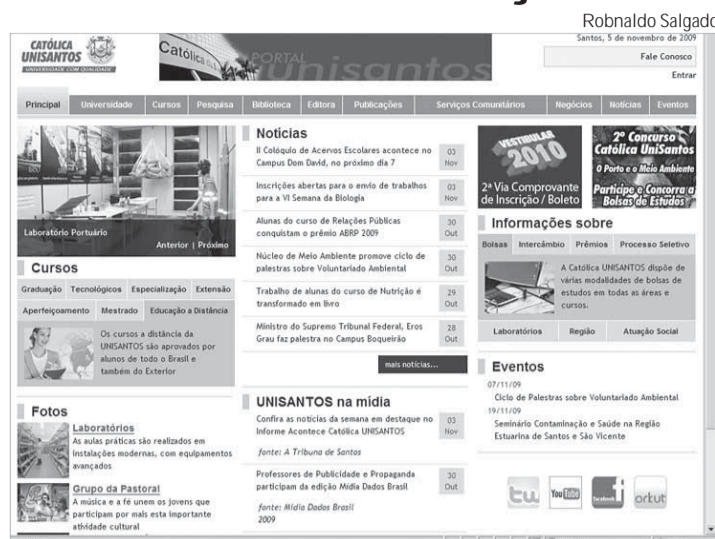 Robnaldo Salgado
CATÓLICA
UNISANTOS
UNIVERSIDADE COM QUALIDADE
Católica
PORTAL
unisantos
Santos, 5 de novembro de 2009
Fale Conosco
Entrar
Principal Universidade Cursos Pesquisa Biblioteca Editora Publicações Serviços Comunitários Negócios Notícias Eventos
Laboratório Portuário
Anterior | Próximo
Cursos
Graduação Tecnológicos Especialização Extensão
Aperfeiçoamento Mestrado Educação a Distância
Os cursos a distância da
UNISANTOS são aprovados por
alunos de todo o Brasil e
também do Exterior
Fotos
Laboratórios
As aulas práticas são realizados em
instalações modernas, com equipamentos
avançados
Grupo da Pastoral
A música e a fé unem os jovens que
participam por mais esta importante
atividade cultural
Notícias
II Colóquio de Acervos Escolares acontece no
Campus Dom David, no próximo dia 7
03
Nov
Inscrições abertas para o envio de trabalhos
para a VI Semana da Biologia
03
Nov
Alunas do curso de Relações Públicas
conquistam o prêmio ABRP 2009
30
Out
Núcleo de Meio Ambiente promove ciclo de
palestras sobre Voluntariado Ambiental
30
Out
Trabalho de alunas do curso de Nutrição é
transformado em livro
29
Out
Ministro do Supremo Tribunal Federal, Eros
Grau faz palestra no Campus Boqueirão
28
Out
mais notícias...
UNISANTOS na mídia
Confira as notícias da semana em destaque no
Informe Acontece Católica UNISANTOS
03
Nov
fonte: A Tribuna de Santos
Professores de Publicidade e Propaganda
participam da edição Mídia Dados Brasil
30
Out
fonte: Mídia Dados Brasil
2009
VESTIBULAR
2010
2ª Via Comprovante
de Inscrição / Boleto
2º Concurso
Católica UniSantos
O Porto e o Meio Ambiente
Participe e Concorra a
Bolsas de Estudos
Informações sobre
Bolsas Intercâmbio Prêmios Processo Seletivo
A Católica UNISANTOS dispõe de
várias modalidades de bolsas de
estudos em todas as áreas e
cursos.
Laboratórios Região Atuação Social
Eventos
07/11/09
Ciclo de Palestras sobre Voluntariado Ambiental
19/11/09
Seminário Contaminação e Saúde na Região
Estuarina de Santos e São Vicente
tw
You Tube
facebook
orkut